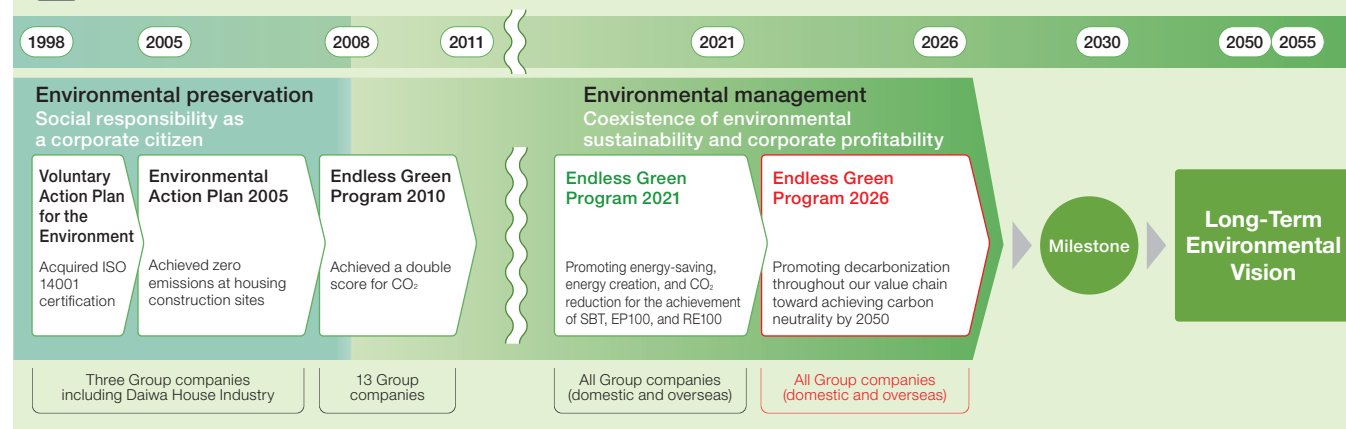 1998
2005
2008
2011
2021
2026
2030
2050
2055
Environmental preservation
Social responsibility as
a corporate citizen
Environmental management
Coexistence of environmental
sustainability and corporate profitability
Voluntary
Action Plan
for the
Environment
Acquired ISO
14001
certification
Environmental
Action Plan 2005
Achieved zero
emissions at housing
construction sites
Endless Green
Program 2010
Achieved a double
score for CO₂
Endless Green
Program 2021
Promoting energy-saving,
energy creation, and CO₂
reduction for the achievement
of SBT, EP100, and RE100
Endless Green
Program 2026
Promoting decarbonization
throughout our value chain
toward achieving carbon
neutrality by 2050
Milestone
Long-Term
Environmental
Vision
Three Group companies
including Daiwa House Industry
13 Group
companies
All Group companies
(domestic and overseas)
All Group companies
(domestic and overseas)